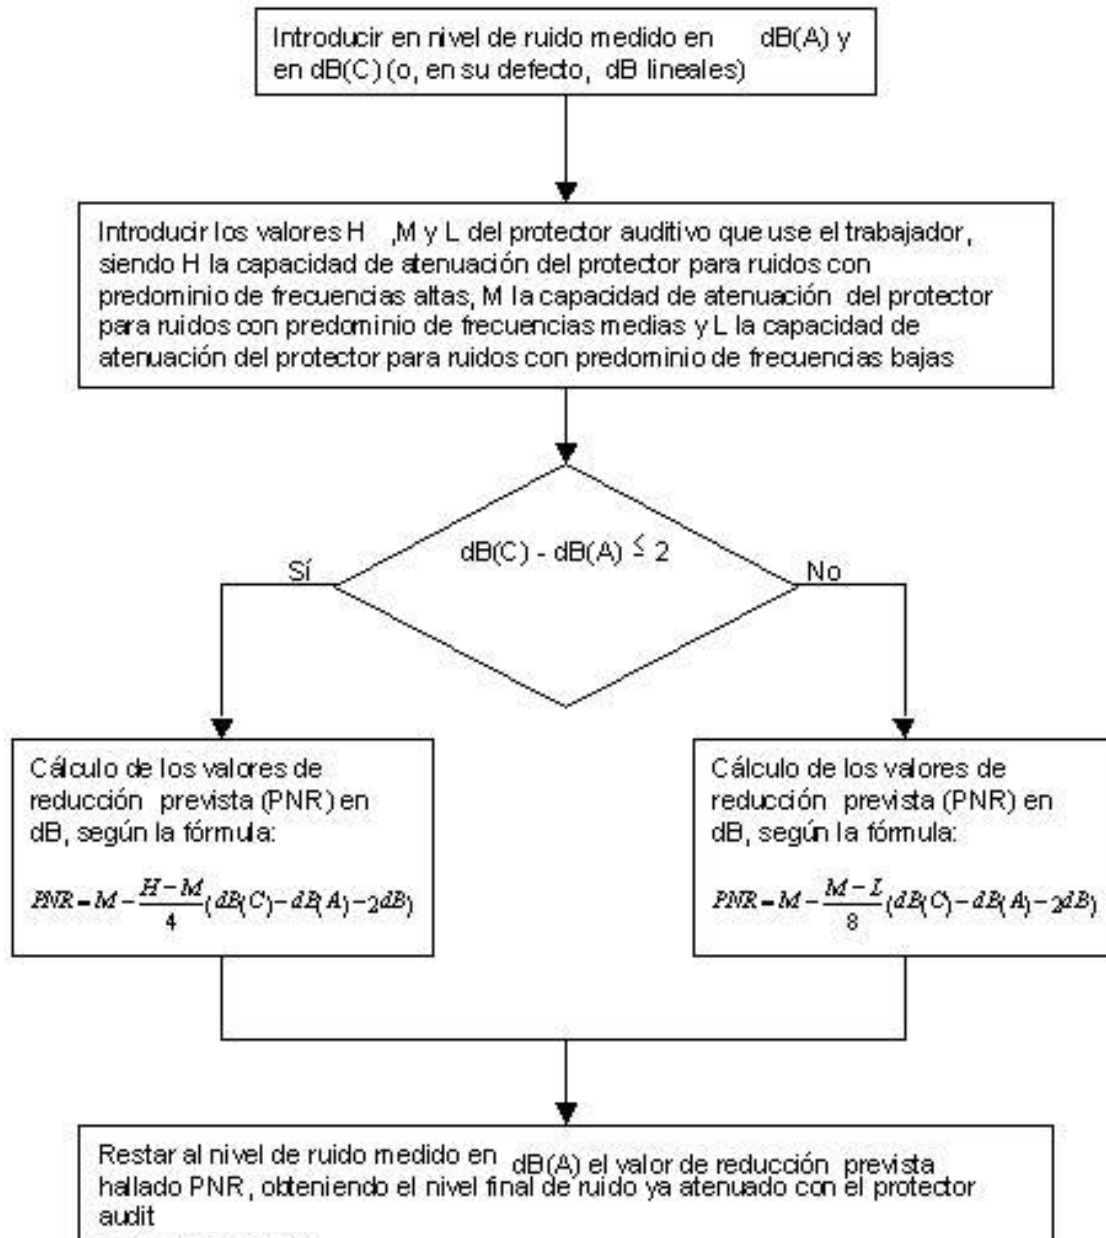 Introducir en nivel de ruido medido en dB(A) y
en dB(C) (o, en su defecto, dB lineales)
Introducir los valores H ,M y L del protector auditivo que use el trabajador,
siendo H la capacidad de atenuación del protector para ruidos con
predominio de frecuencias altas, M la capacidad de atenuación del protector
para ruidos con predominio de frecuencias medias y L la capacidad de
atenuación del protector para ruidos con predominio de frecuencias bajas
dB(C) - dB(A) ≤ 2
Sí
No
Cálculo de los valores de
reducción prevista (PNR) en
dB, según la fórmula:
PNR = M - \frac{H - M}{4}(dB(C) - dB(A) - 2dB)
Cálculo de los valores de
reducción prevista (PNR) en
dB, según la fórmula:
PNR = M - \frac{M - L}{8}(dB(C) - dB(A) - 2dB)
Restar al nivel de ruido medido en dB(A) el valor de reducción prevista
hallado PNR, obteniendo el nivel final de ruido ya atenuado con el protector
audit